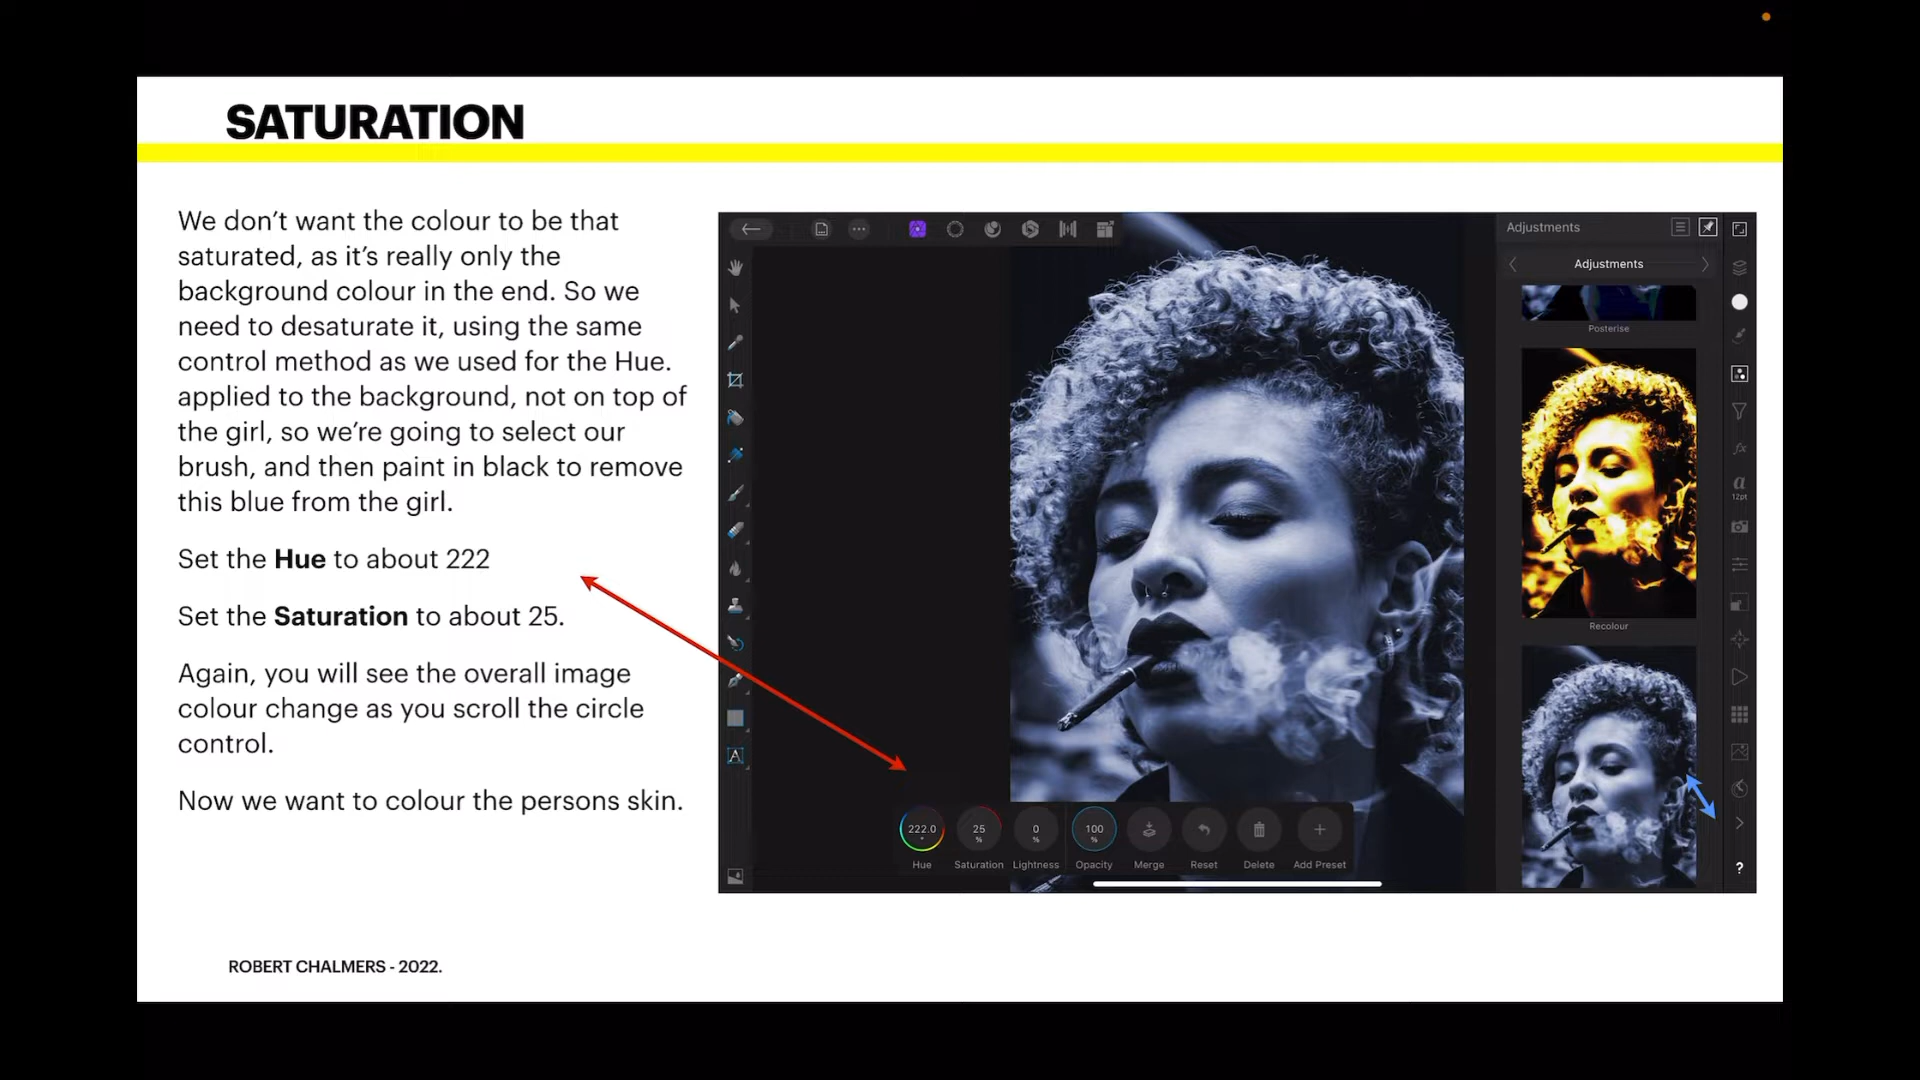 SATURATION
We don’t want the colour to be that
saturated, as it’s really only the
background colour in the end. So we
need to desaturate it, using the same
control method as we used for the Hue.
applied to the background, not on top of
the girl, so we’re going to select our
brush, and then paint in black to remove
this blue from the girl.
Set the Hue to about 222
Set the Saturation to about 25.
Again, you will see the overall image
colour change as you scroll the circle
control.
Now we want to colour the persons skin.
Adjustments
Adjustments
Posterise
Recolour
a
12pt
fx
A
222.0
°
25
%
0
%
100
%
Hue
Saturation
Lightness
Opacity
Merge
Reset
Delete
Add Preset
?
ROBERT CHALMERS - 2022.